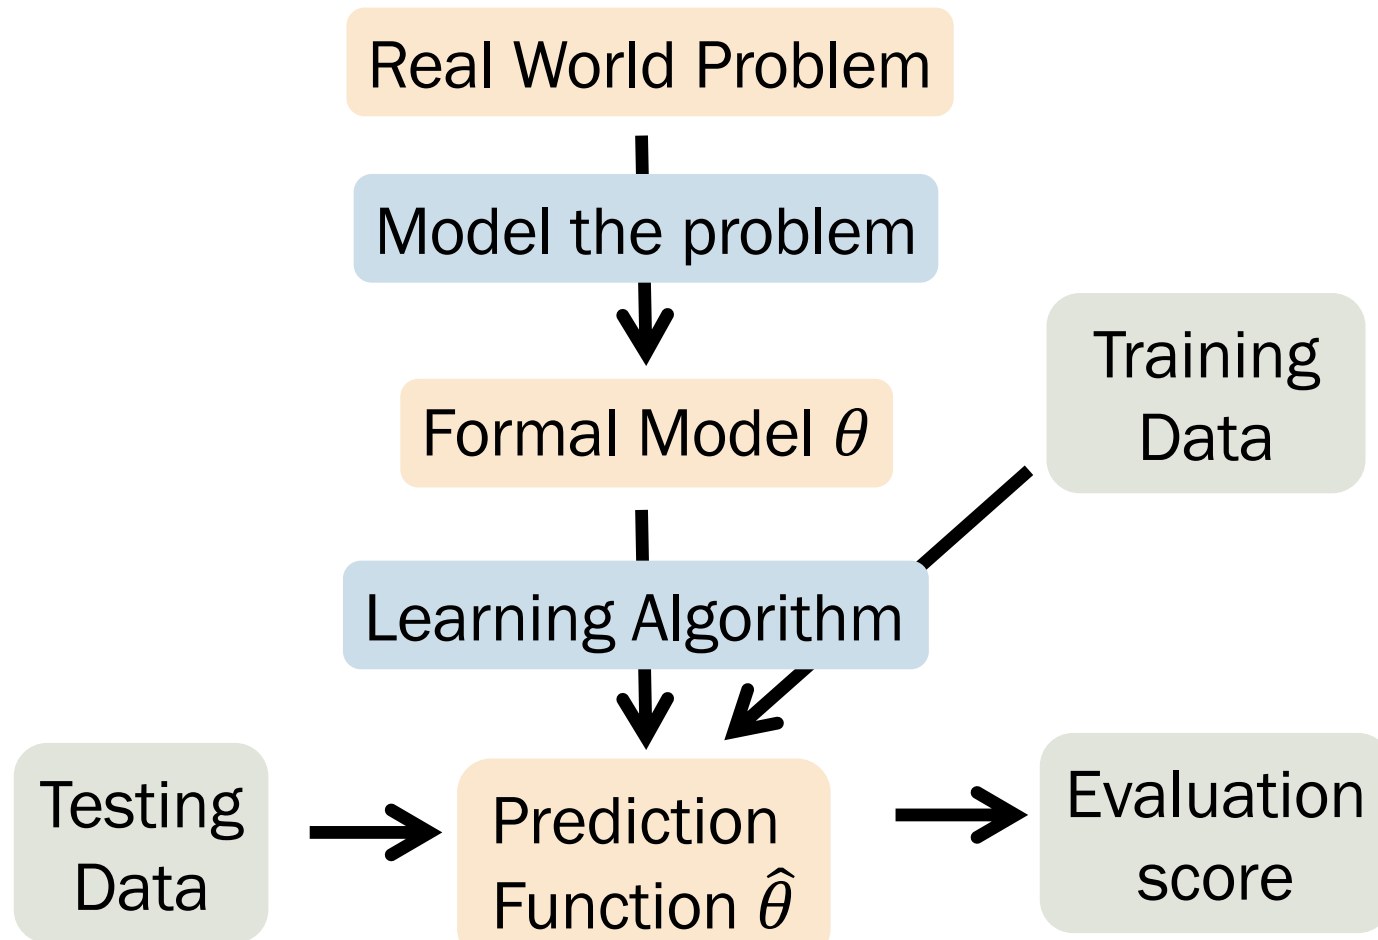 Real World Problem
Model the problem
Formal Model θ
Training
Data
Learning Algorithm
Testing
Data
Prediction
Function θ̂
Evaluation
score